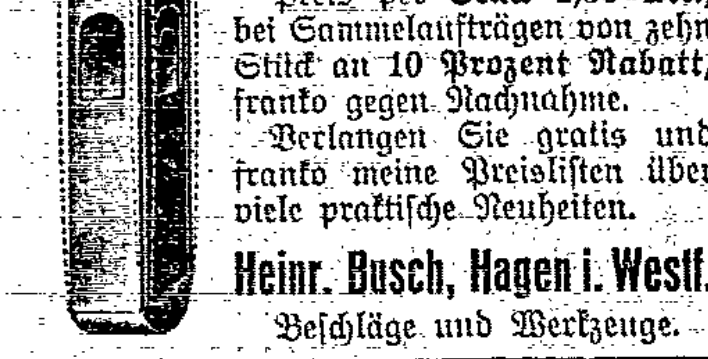 bei Sammelaufträgen von zehn
Stück an 10 Prozent Rabatt,
franko gegen Nachnahme.
Verlangen Sie gratis und
franko meine Preislisten über
viele praktische Neuheiten.
Heinr. Busch, Hagen i. Westf.
Beschläge und Werkzeuge.